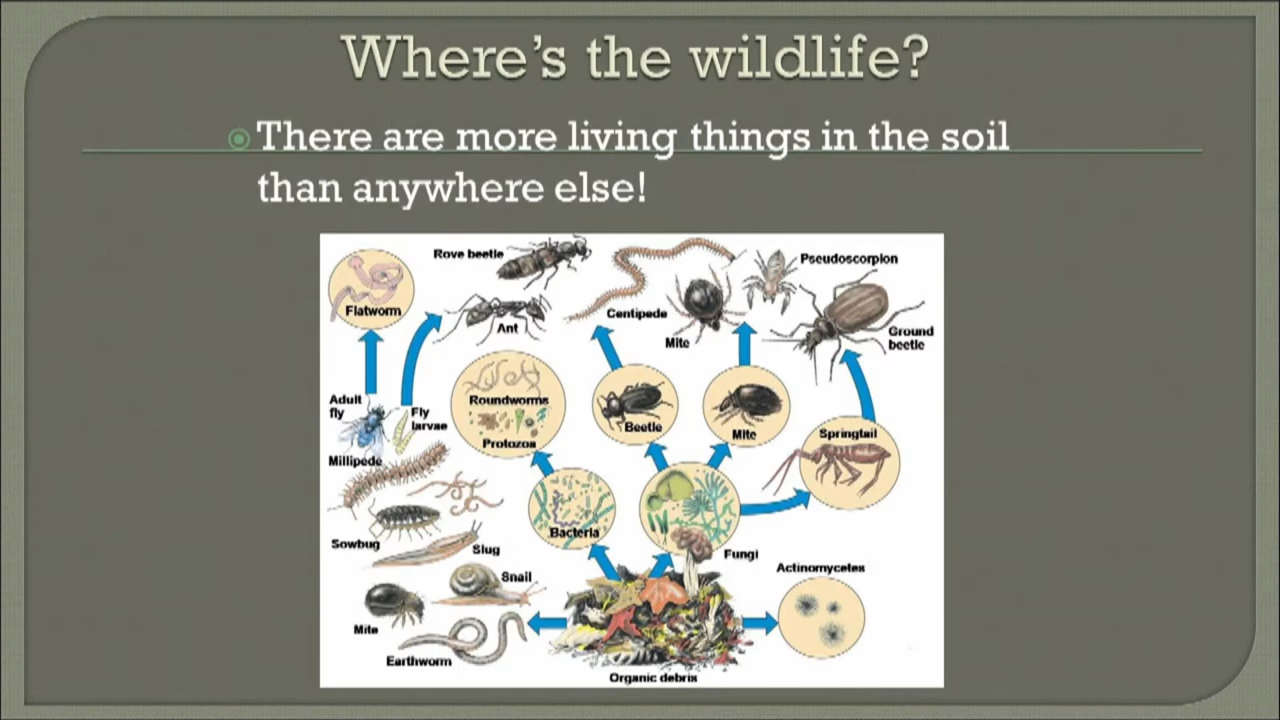 Where's the wildlife?
There are more living things in the soil
than anywhere else!
Rove beetle
Pseudoscorpion
Flatworm
Centipede
Ant
Mite
Ground
beetle
Adult
fly
Fly
larvae
Roundworms
Protozoa
Beetle
Mite
Springtail
Millipede
Bacteria
Sowbug
Slug
Fungi
Snail
Actinomycetes
Mite
Earthworm
Organic debris